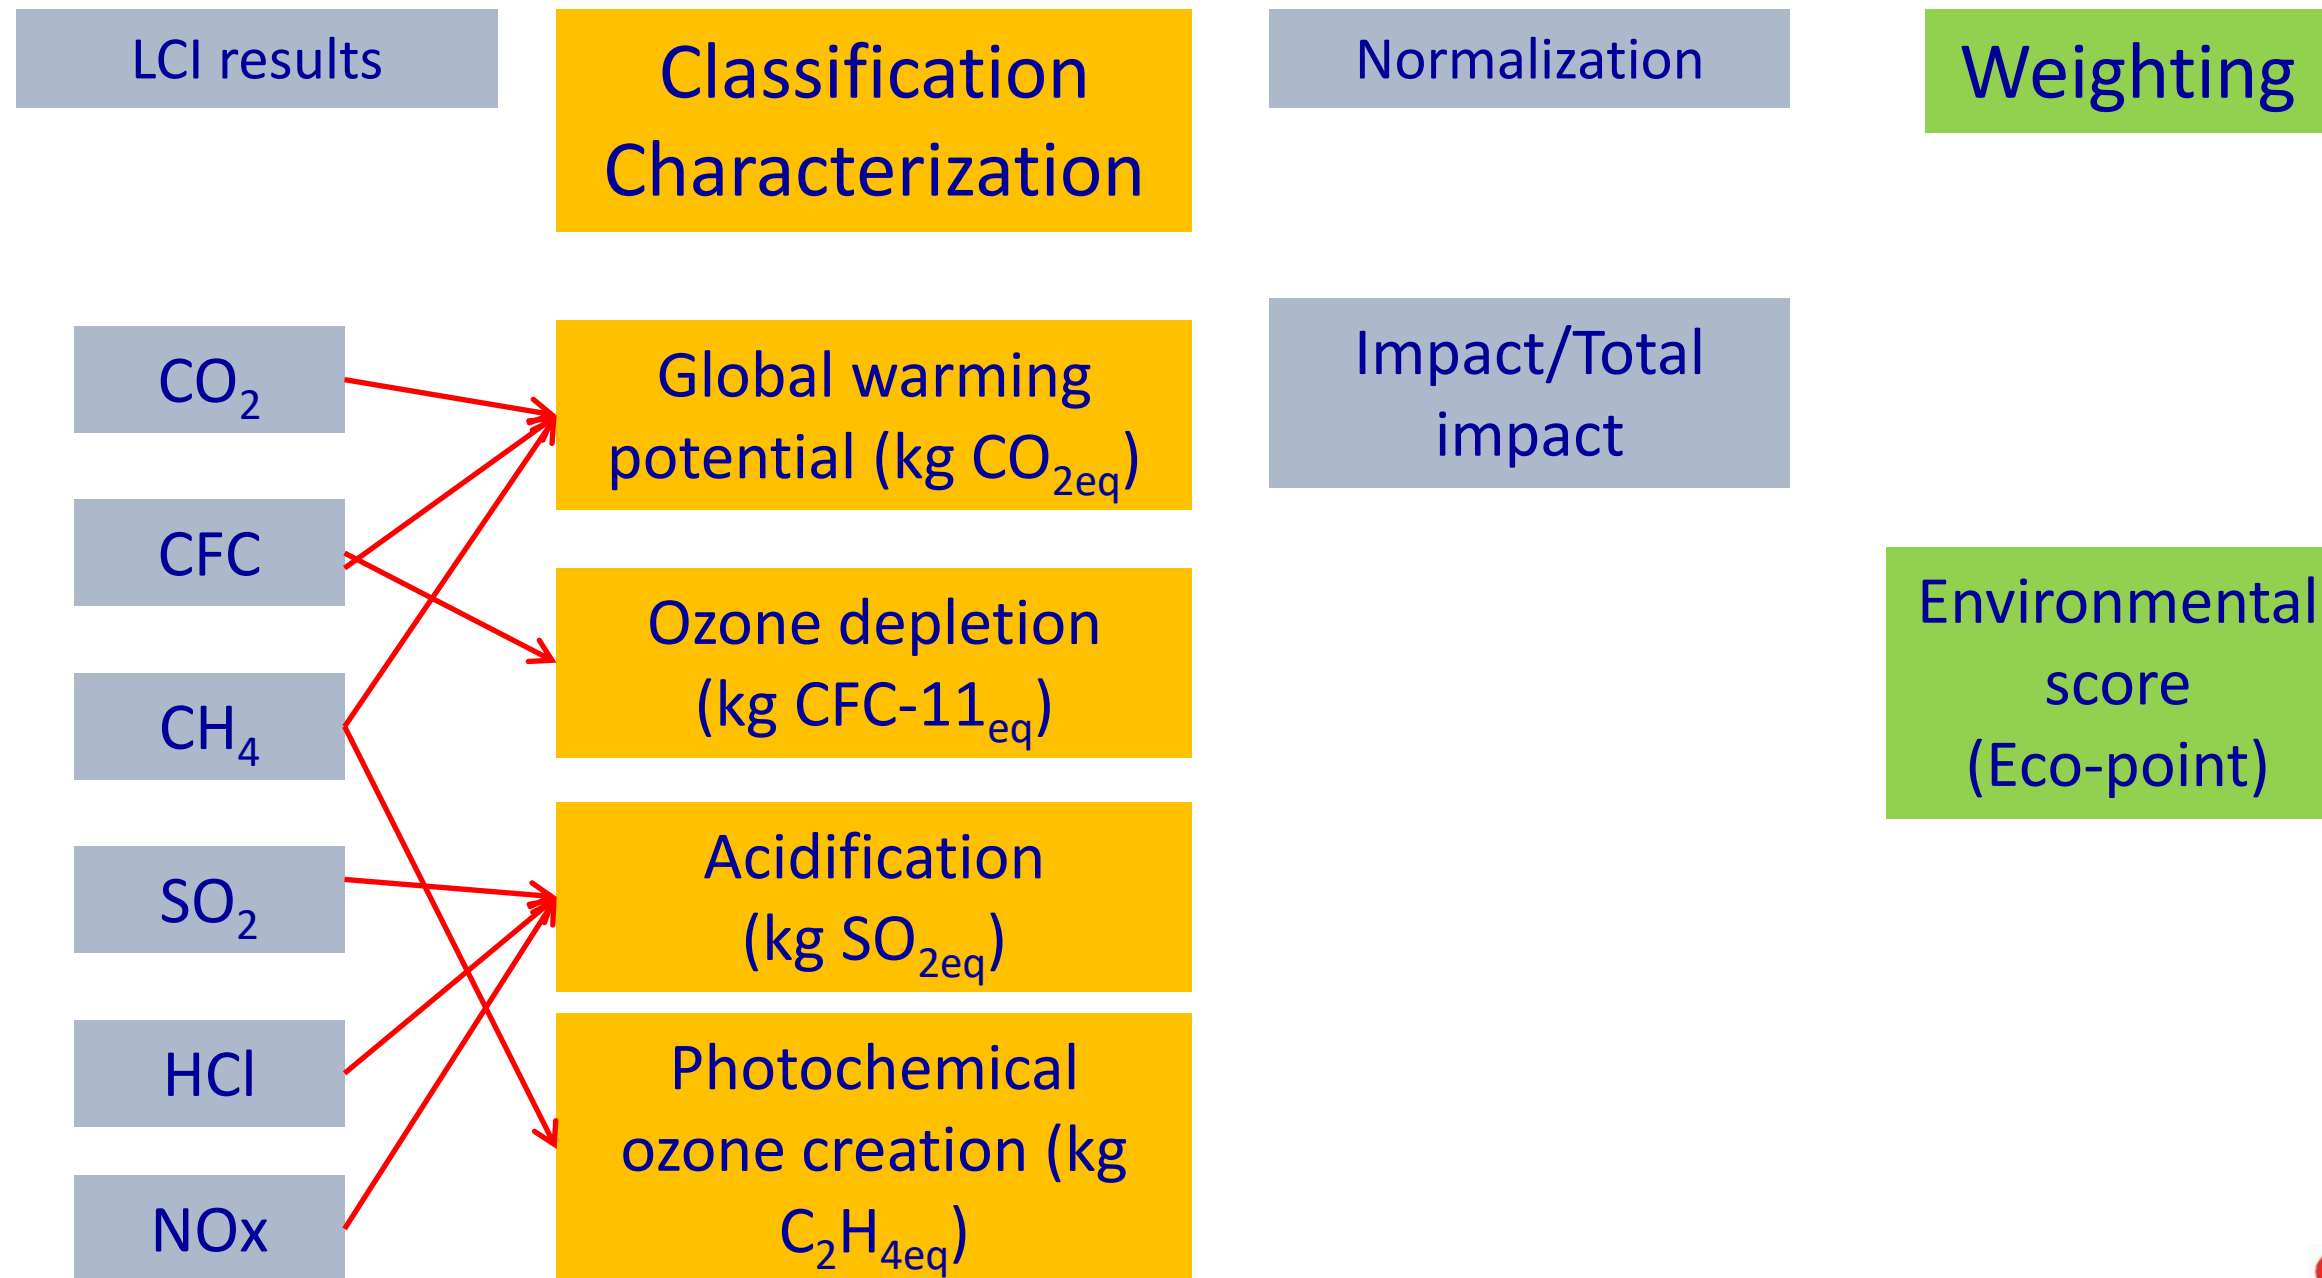 LCI results
Classification
Characterization
Normalization
Weighting
CO₂
CFC
CH₄
SO₂
HCl
NOx
Global warming
potential (kg CO₂eq)
Ozone depletion
(kg CFC-11eq)
Acidification
(kg SO₂eq)
Photochemical
ozone creation (kg
C₂H₄eq)
Impact/Total
impact
Environmental
score
(Eco-point)